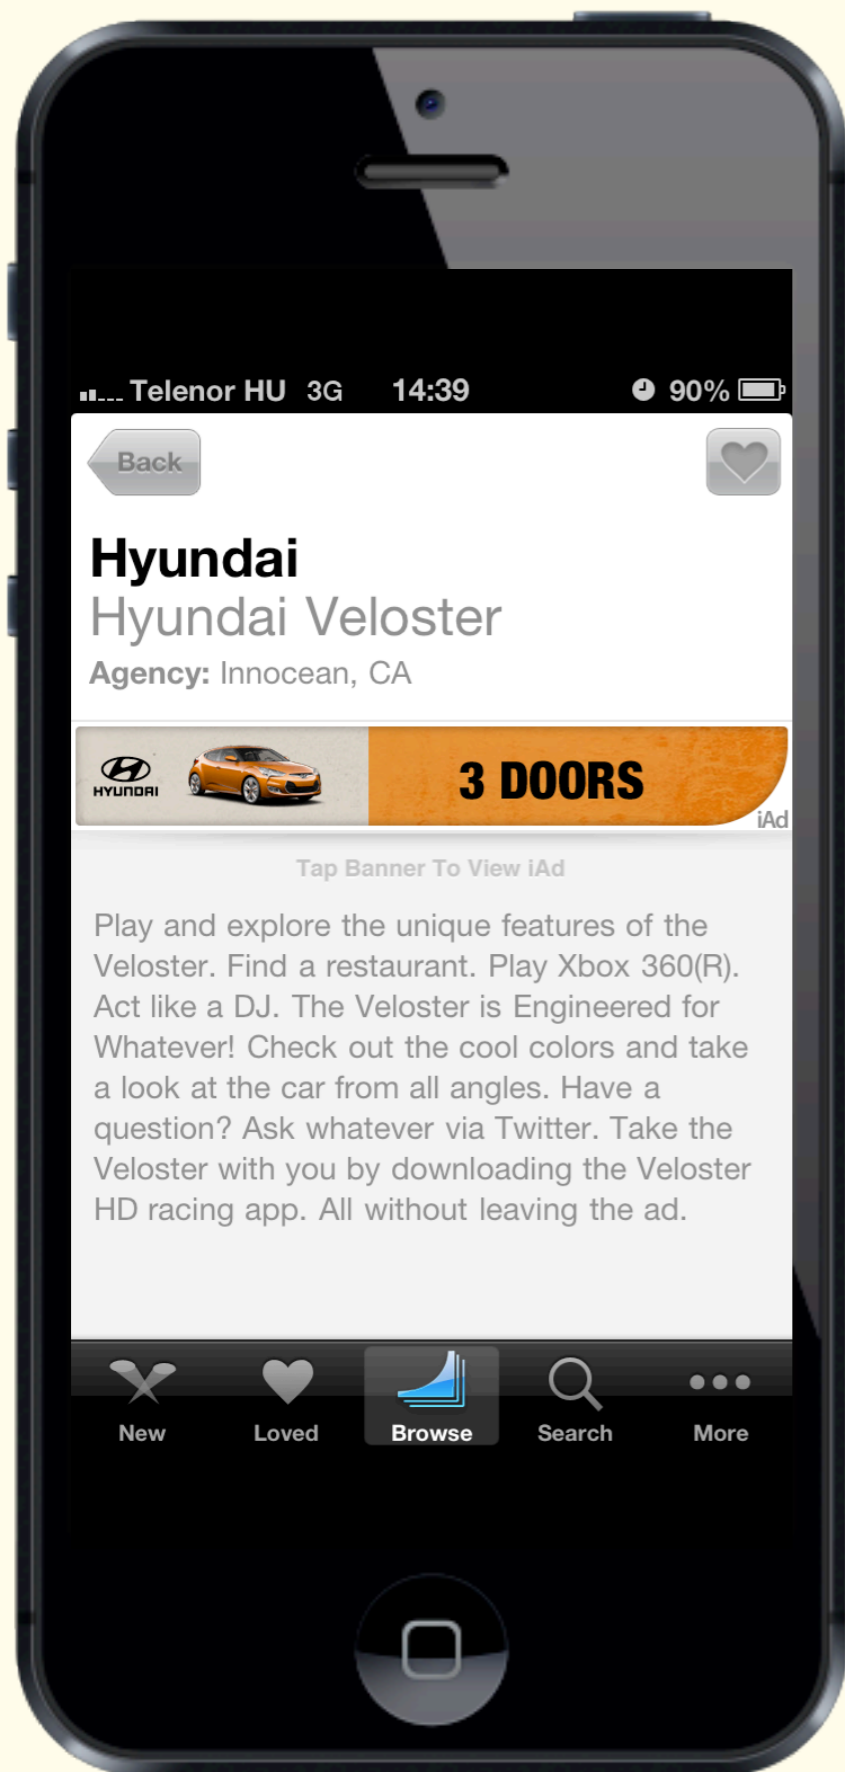 Telenor HU 3G 14:39 90%
Back
Hyundai
Hyundai Veloster
Agency: Innocean, CA
HYUNDAI
3 DOORS
iAd
Tap Banner To View iAd
Play and explore the unique features of the
Veloster. Find a restaurant. Play Xbox 360(R).
Act like a DJ. The Veloster is Engineered for
Whatever! Check out the cool colors and take
a look at the car from all angles. Have a
question? Ask whatever via Twitter. Take the
Veloster with you by downloading the Veloster
HD racing app. All without leaving the ad.
New Loved Browse Search More